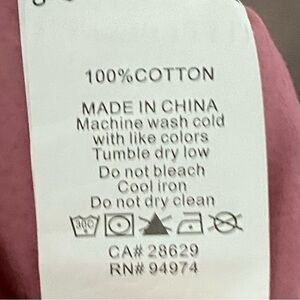 100%COTTON
MADE IN CHINA
Machine wash cold
with like colors
Tumble dry low
Do not bleach
Cool iron
Do not dry clean
30C
CA# 28629
RN# 94974